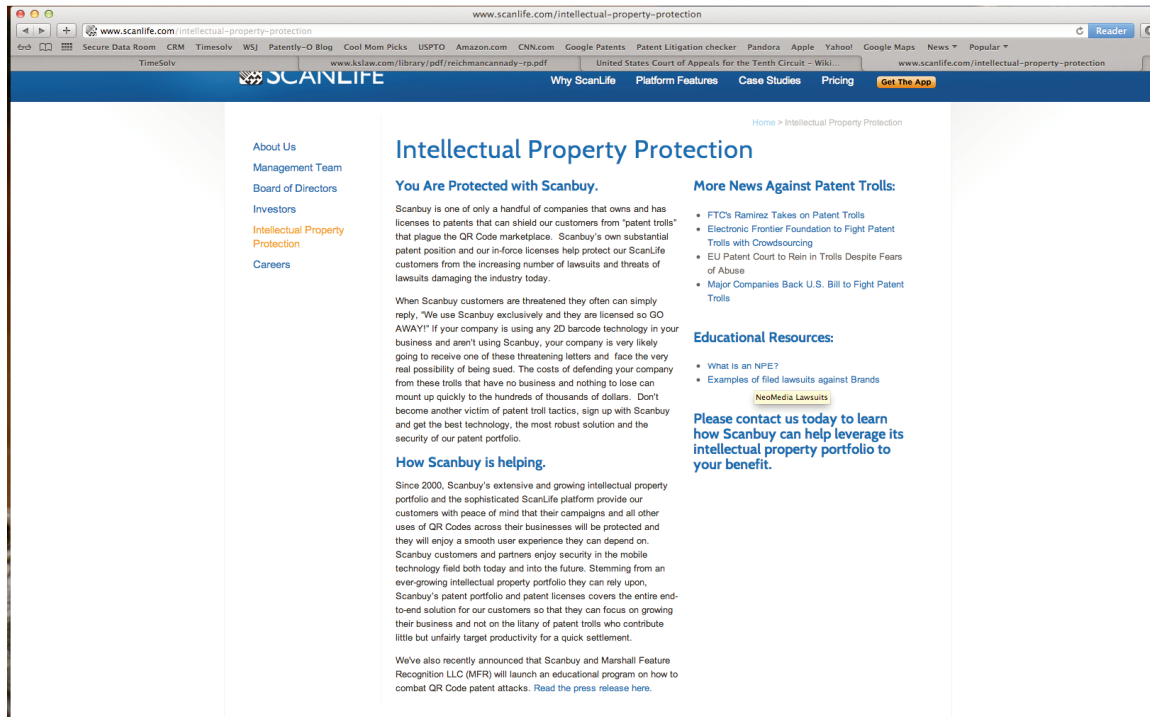 www.scanlife.com/intellectual-property-protection
www.scanlife.com/intellectual-property-protection
Reader
Secure Data Room CRM Timesolv WSJ Patently-O Blog Cool Mom Picks USPTO Amazon.com CNN.com Google Patents Patent Litigation checker Pandora Apple Yahoo! Google Maps News Popular
TimeSolv
www.kslaw.com/library/pdf/reichmancannady-rp.pdf
United States Court of Appeals for the Tenth Circuit – Wiki...
www.scanlife.com/intellectual-property-protection
SCANLIFE
Why ScanLife Platform Features Case Studies Pricing Get The App
Home > Intellectual Property Protection
About Us
Management Team
Board of Directors
Investors
Intellectual Property
Protection
Careers
Intellectual Property Protection
You Are Protected with Scanbuy.
Scanbuy is one of only a handful of companies that owns and has
licenses to patents that can shield our customers from "patent trolls"
that plague the QR Code marketplace. Scanbuy's own substantial
patent position and our in-force licenses help protect our ScanLife
customers from the increasing number of lawsuits and threats of
lawsuits damaging the industry today.
When Scanbuy customers are threatened they often can simply
reply, "We use Scanbuy exclusively and they are licensed so GO
AWAY!" If your company is using any 2D barcode technology in your
business and aren't using Scanbuy, your company is very likely
going to receive one of these threatening letters and face the very
real possibility of being sued. The costs of defending your company
from these trolls that have no business and nothing to lose can
mount up quickly to the hundreds of thousands of dollars. Don't
become another victim of patent troll tactics, sign up with Scanbuy
and get the best technology, the most robust solution and the
security of our patent portfolio.
How Scanbuy is helping.
Since 2000, Scanbuy's extensive and growing intellectual property
portfolio and the sophisticated ScanLife platform provide our
customers with peace of mind that their campaigns and all other
uses of QR Codes across their businesses will be protected and
they will enjoy a smooth user experience they can depend on.
Scanbuy customers and partners enjoy security in the mobile
technology field both today and into the future. Stemming from an
ever-growing intellectual property portfolio they can rely upon,
Scanbuy's patent portfolio and patent licenses covers the entire end-
to-end solution for our customers so that they can focus on growing
their business and not on the litany of patent trolls who contribute
little but unfairly target productivity for a quick settlement.
We've also recently announced that Scanbuy and Marshall Feature
Recognition LLC (MFR) will launch an educational program on how to
combat QR Code patent attacks. Read the press release here.
More News Against Patent Trolls:
FTC's Ramirez Takes on Patent Trolls
Electronic Frontier Foundation to Fight Patent
Trolls with Crowdsourcing
EU Patent Court to Rein in Trolls Despite Fears
of Abuse
Major Companies Back U.S. Bill to Fight Patent
Trolls
Educational Resources:
What is an NPE?
Examples of filed lawsuits against Brands
NeoMedia Lawsuits
Please contact us today to learn
how Scanbuy can help leverage its
intellectual property portfolio to
your benefit.